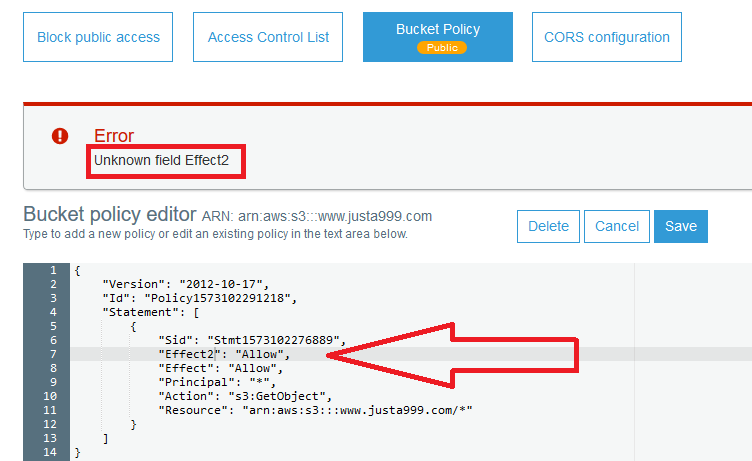 Block public access
Access Control List
Bucket Policy
Public
CORS configuration
Error
Unknown field Effect2
Bucket policy editor ARN: arn:aws:s3:::www.justa999.com
Type to add a new policy or edit an existing policy in the text area below.
Delete
Cancel
Save
1 {
2 "Version": "2012-10-17",
3 "Id": "Policy1573102291218",
4 "Statement": [
5 {
6 "Sid": "Stmt1573102276889",
7 "Effect2": "Allow",
8 "Effect": "Allow",
9 "Principal": "*",
10 "Action": "s3:GetObject",
11 "Resource": "arn:aws:s3:::www.justa999.com/*"
12 }
13 ]
14 }